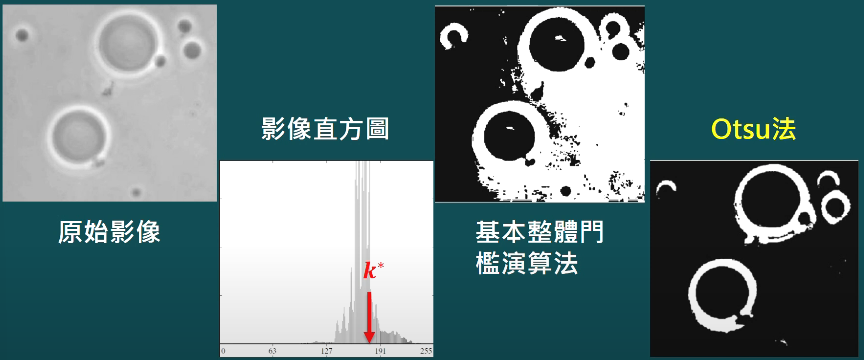 原始影像
影像直方圖
k*
0 63 127 191 255
基本整體門
檻演算法
Otsu法